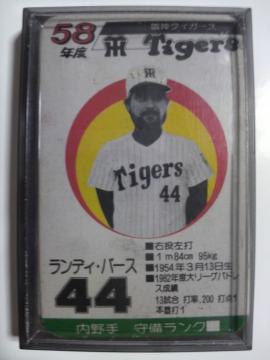 58
年度
阪神タイガース
Tigers
Tigers
44
■右投左打
■1m84cm 95kg
■1954年3月13日生
■1982年度大リーグパドレ
ス成績
13試合 打率.200 打点1
本塁打1
ランディ・バース
44
内野手 守備ランク